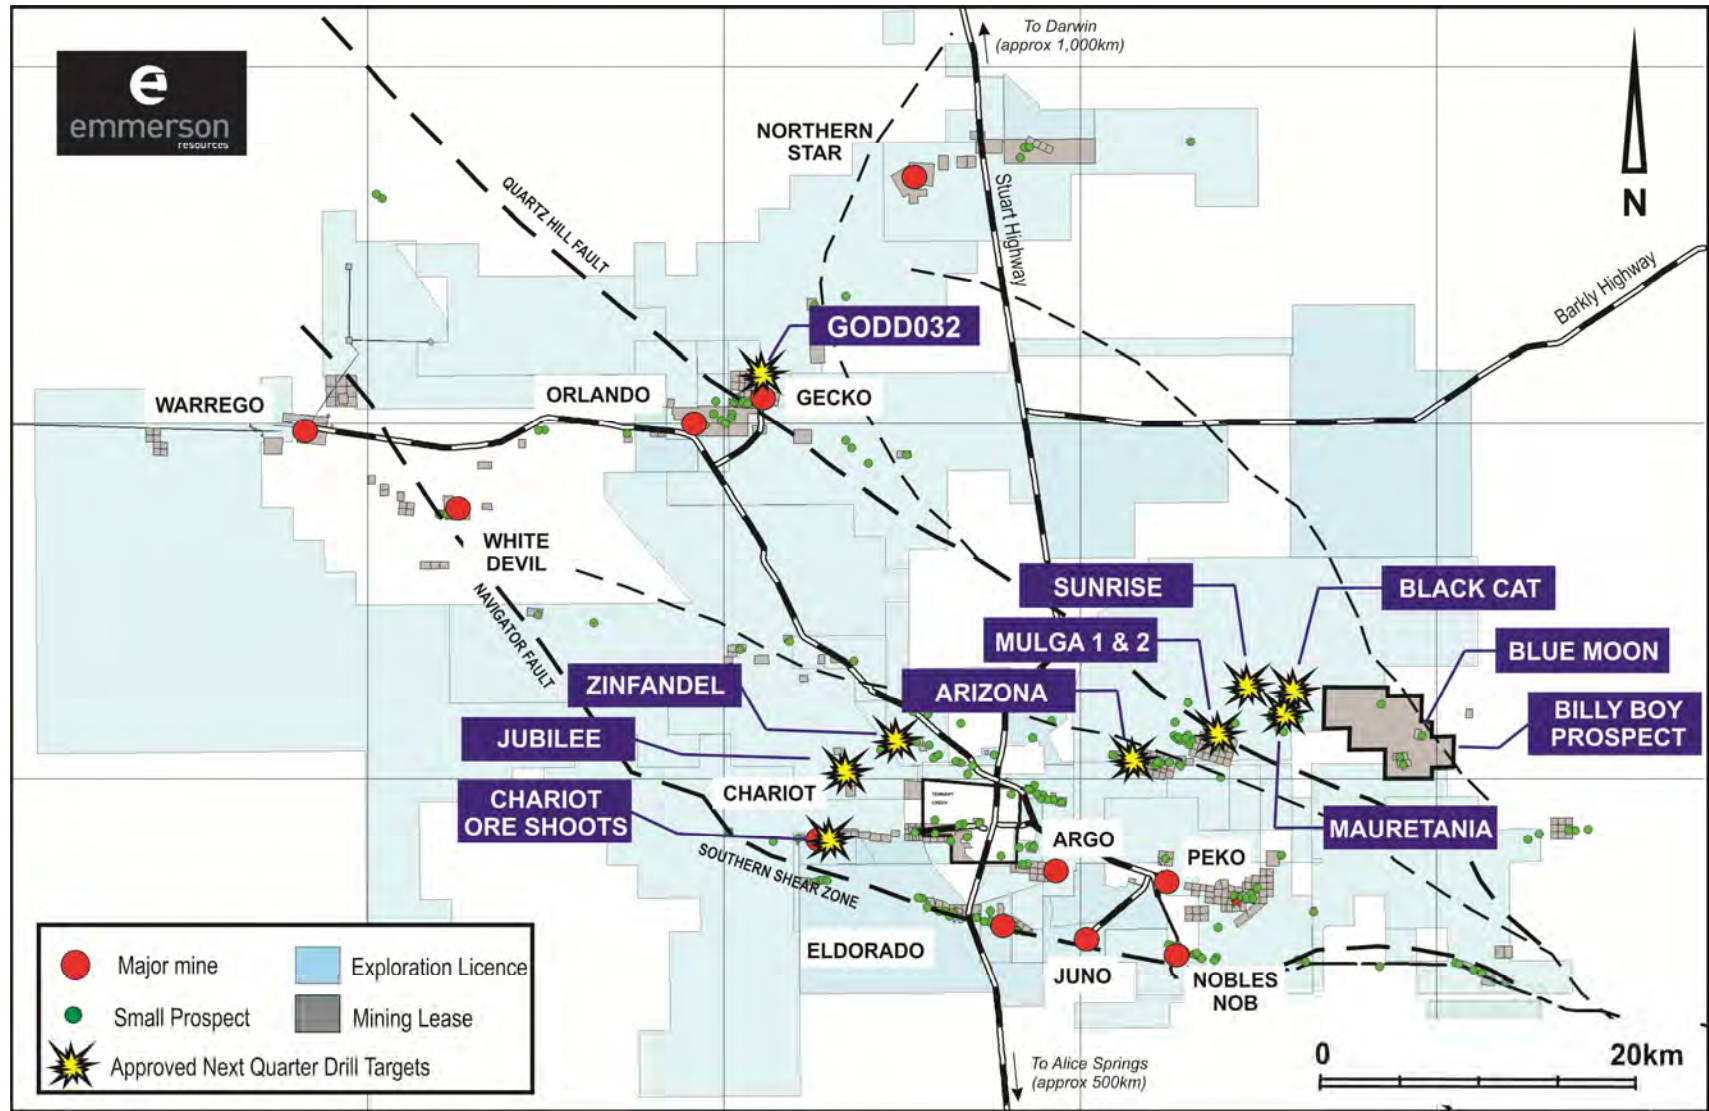 To Darwin
(approx 1,000km)
emmerson
resources
NORTHERN
STAR
N
QUARTZ HILL FAULT
Stuart Highway
Barkly Highway
GODD032
WARREGO
ORLANDO
GECKO
WHITE
DEVIL
NAVIGATOR FAULT
SUNRISE
BLACK CAT
MULGA 1 & 2
BLUE MOON
ZINFANDEL
ARIZONA
BILLY BOY
PROSPECT
JUBILEE
CHARIOT
CHARIOT
ORE SHOOTS
TENNANT
CREEK
MAURETANIA
ARGO
PEKO
SOUTHERN SHEAR ZONE
ELDORADO
JUNO
NOBLES
NOB
Major mine
Exploration Licence
Small Prospect
Mining Lease
Approved Next Quarter Drill Targets
To Alice Springs
(approx 500km)
0 20km